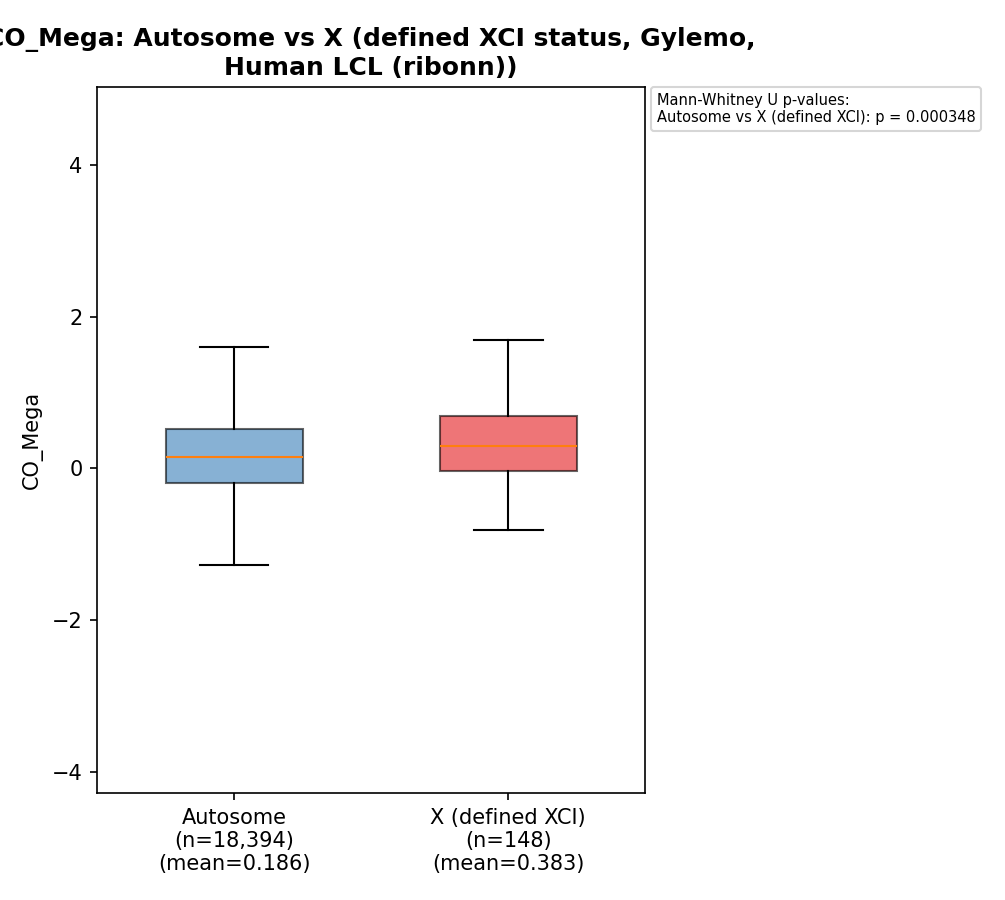 CO_Mega: Autosome vs X (defined XCI status, Gylemo,
Human LCL (ribonn))
Mann-Whitney U p-values:
Autosome vs X (defined XCI): p = 0.000348
4
2
0
−2
−4
CO_Mega
Autosome
(n=18,394)
(mean=0.186)
X (defined XCI)
(n=148)
(mean=0.383)